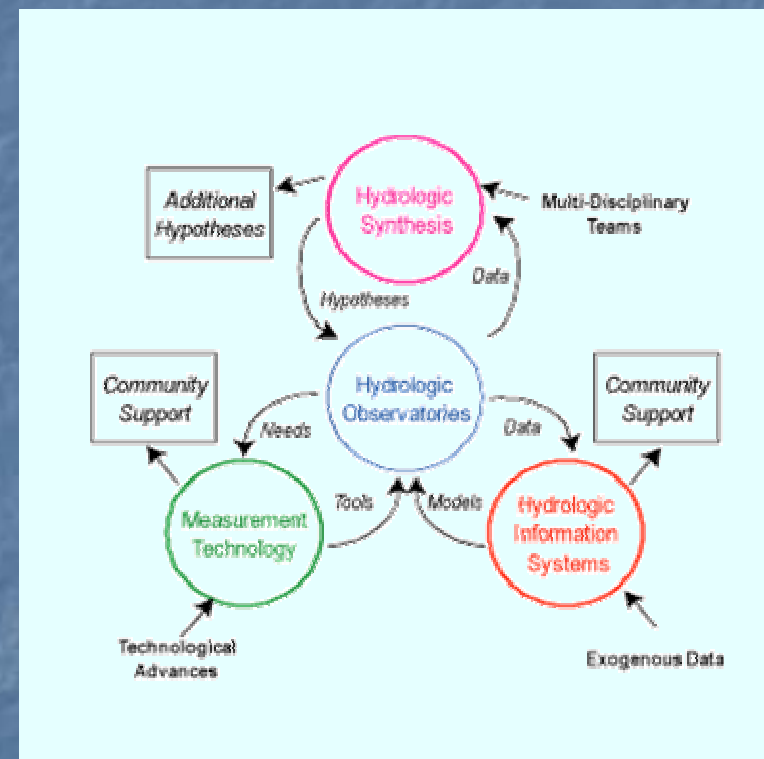 Hydrologic
Synthesis
Additional
Hypotheses
Multi-Disciplinary
Teams
Data
Hypotheses
Hydrologic
Observatories
Community
Support
Community
Support
Needs
Data
Tools
Models
Measurement
Technology
Hydrologic
Information
Systems
Technological
Advances
Exogenous Data